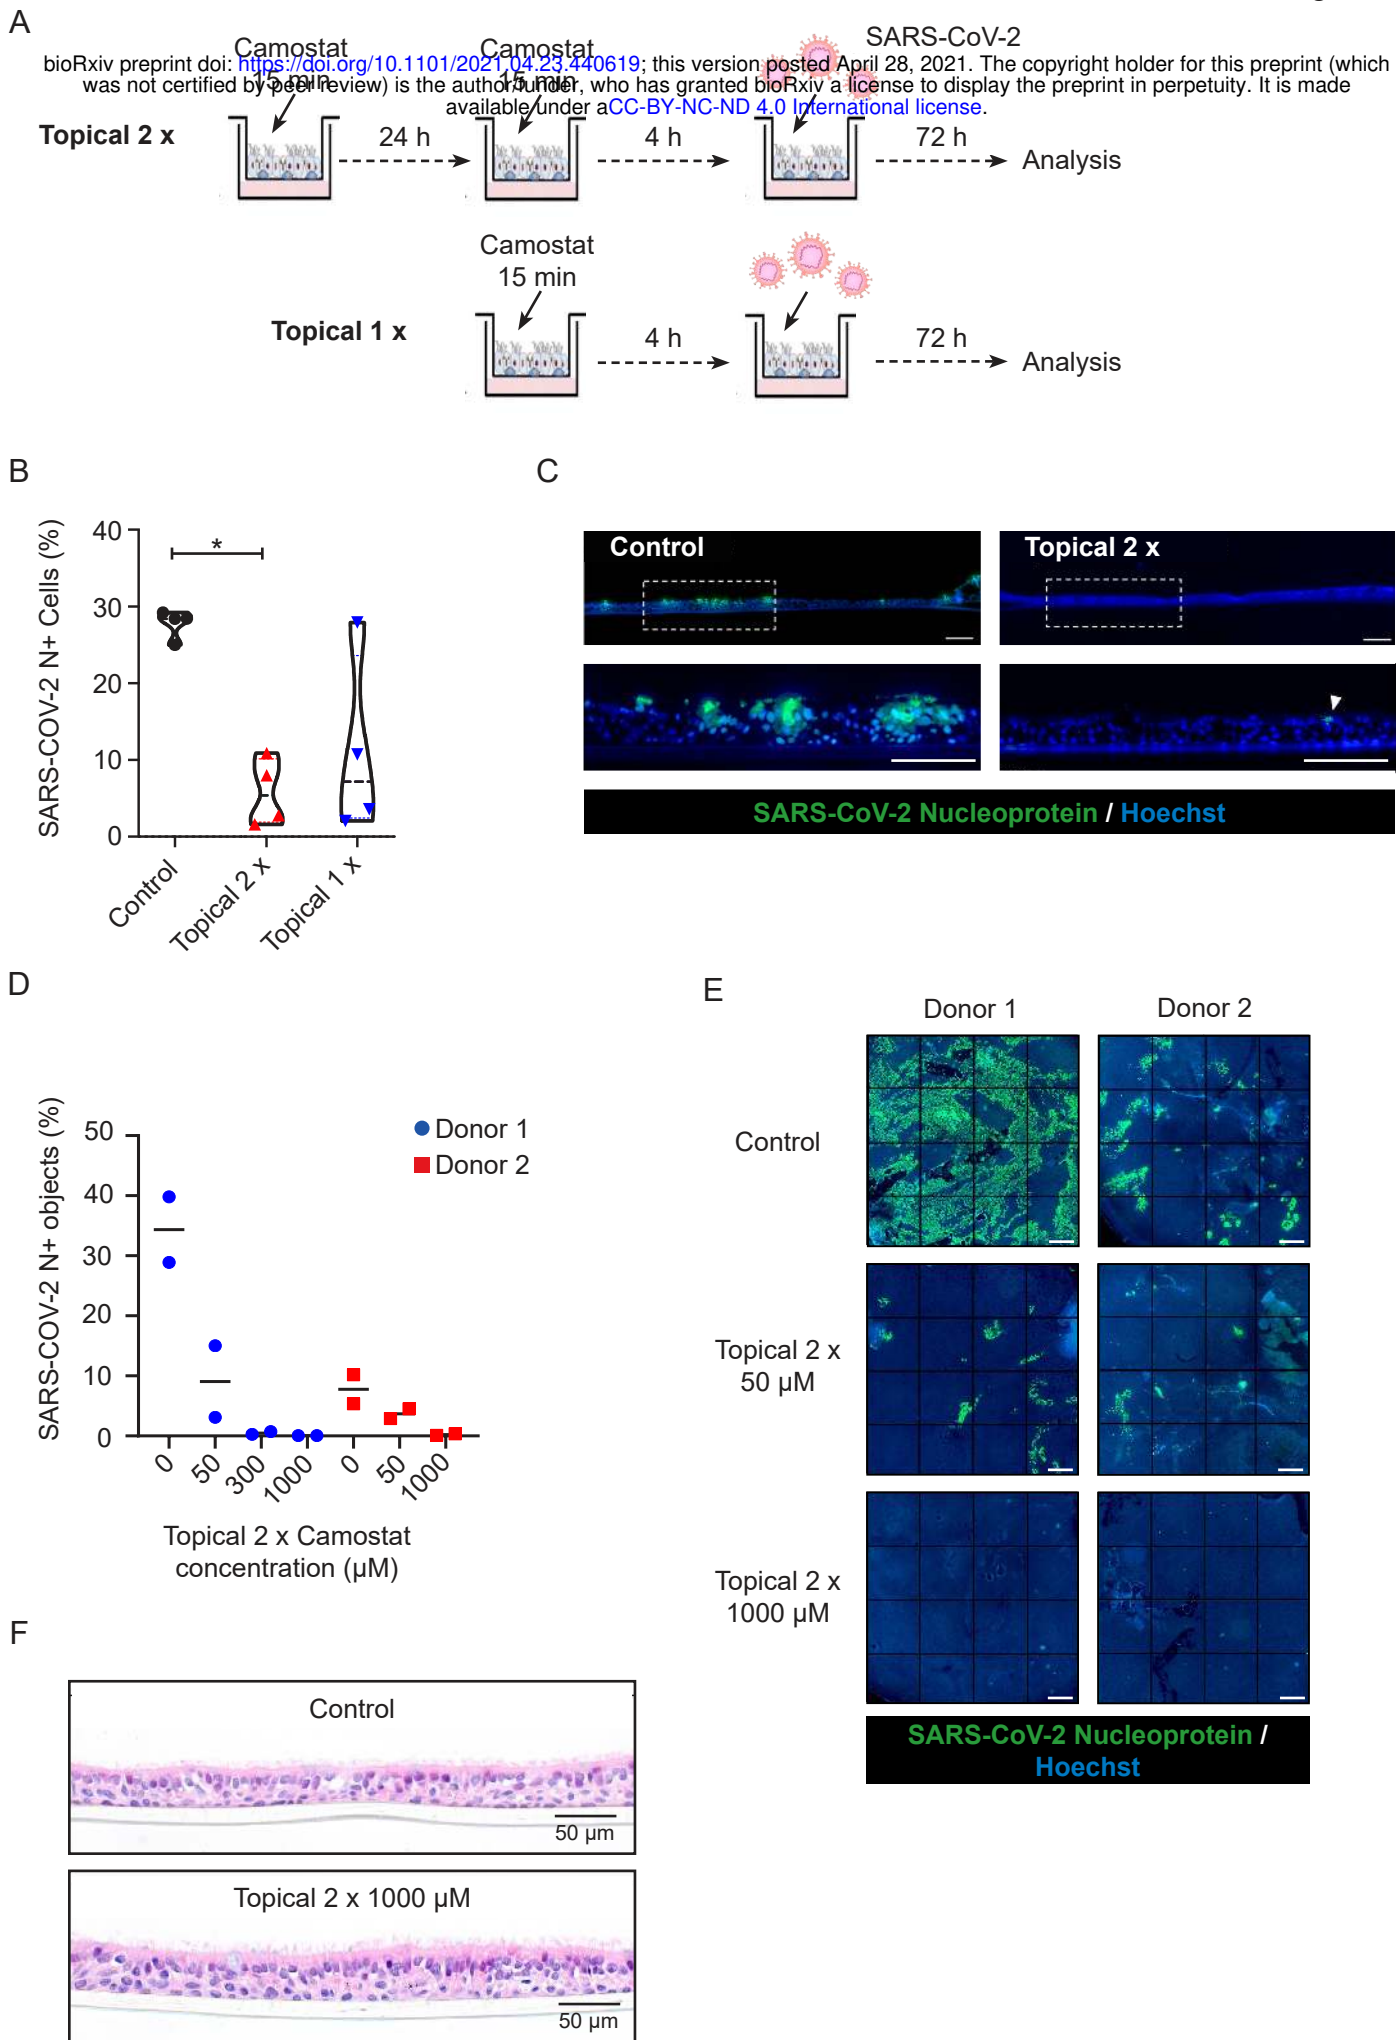 A
Camostat
15 min
Camostat
15 min
SARS-CoV-2
bioRxiv preprint doi: https://doi.org/10.1101/2021.04.23.440619; this version posted April 28, 2021. The copyright holder for this preprint (which
was not certified by peer review) is the author/funder, who has granted bioRxiv a license to display the preprint in perpetuity. It is made
available under aCC-BY-NC-ND 4.0 International license.
Topical 2 x
24 h
4 h
72 h
Analysis
Camostat
15 min
Topical 1 x
4 h
72 h
Analysis
B
SARS-COV-2 N+ Cells (%)
40
30
20
10
0
*
Control
Topical 2 x
Topical 1 x
C
Control
Topical 2 x
SARS-CoV-2 Nucleoprotein / Hoechst
D
SARS-COV-2 N+ objects (%)
50
40
30
20
10
0
Donor 1
Donor 2
0
50
300
1000
0
50
1000
Topical 2 x Camostat
concentration (µM)
E
Donor 1
Donor 2
Control
Topical 2 x
50 µM
Topical 2 x
1000 µM
SARS-CoV-2 Nucleoprotein /
Hoechst
F
Control
50 µm
Topical 2 x 1000 µM
50 µm